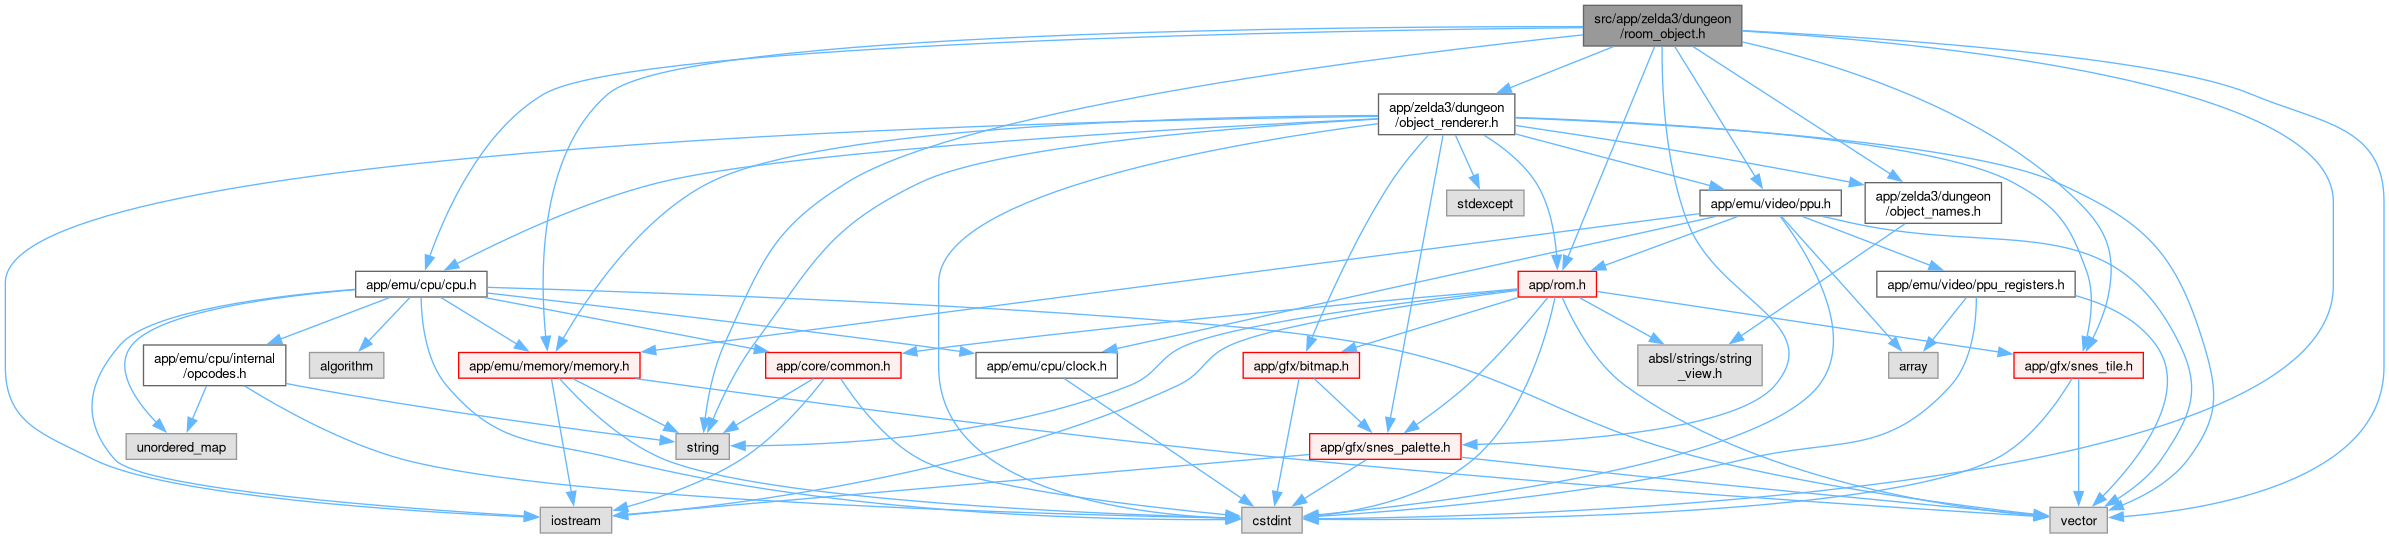 src/app/zelda3/dungeon
/room_object.h
app/zelda3/dungeon
/object_renderer.h
stdexcept
app/emu/video/ppu.h
app/zelda3/dungeon
/object_names.h
app/emu/cpu/cpu.h
app/rom.h
app/emu/video/ppu_registers.h
app/emu/cpu/internal
/opcodes.h
algorithm
app/emu/memory/memory.h
app/core/common.h
app/emu/cpu/clock.h
app/gfx/bitmap.h
absl/strings/string
_view.h
array
app/gfx/snes_tile.h
unordered_map
string
app/gfx/snes_palette.h
iostream
cstdint
vector